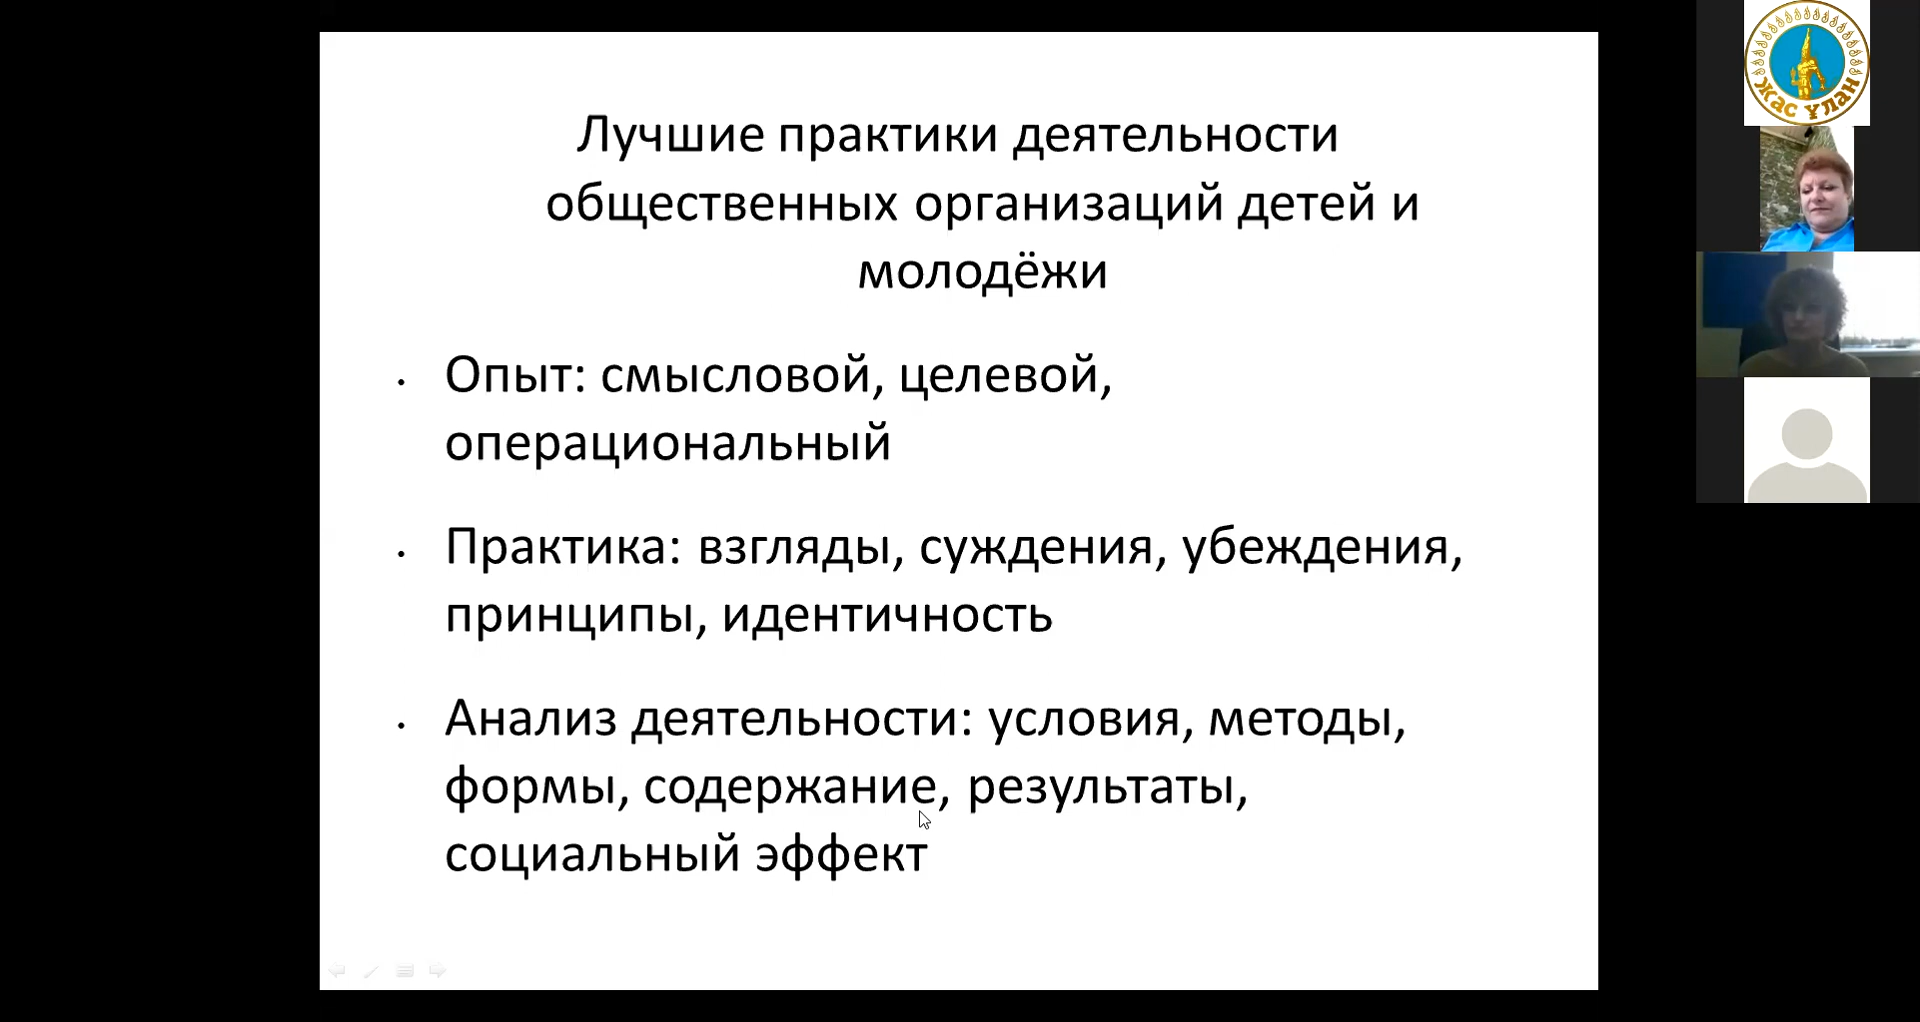 Лучшие практики деятельности
общественных организаций детей и
молодёжи
• Опыт: смысловой, целевой,
операциональный
• Практика: взгляды, суждения, убеждения,
принципы, идентичность
• Анализ деятельности: условия, методы,
формы, содержание, результаты,
социальный эффект
ЖАС ҰЛАН